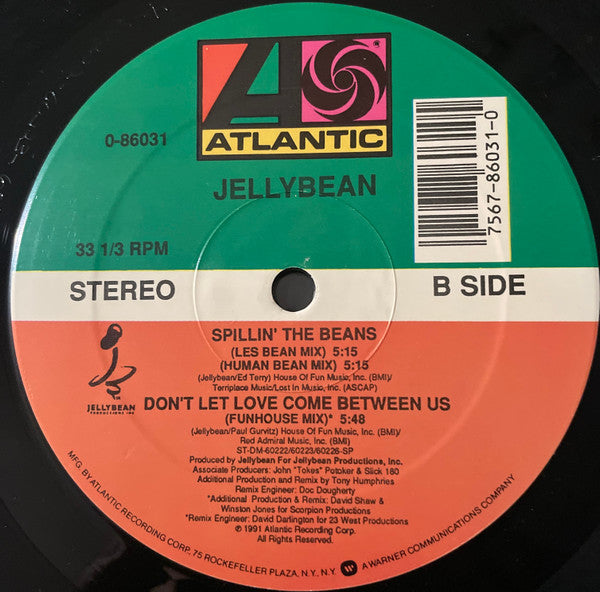 ATLANTIC
0-86031
JELLYBEAN
7567-86031-0
33 1/3 RPM
STEREO
B SIDE
SPILLIN' THE BEANS
(LES BEAN MIX) 5:15
(HUMAN BEAN MIX) 5:15
(Jellybean/Ed Terry) House Of Fun Music, Inc. (BMI)/
Terriplace Music/Lost In Music, Inc. (ASCAP)
JELLYBEAN
PRODUCTIONS INC
DON'T LET LOVE COME BETWEEN US
(FUNHOUSE MIX)* 5:48
(Jellybean/Paul Gurvitz) House Of Fun Music, Inc. (BMI)/
Red Admiral Music, Inc. (BMI)
ST-DM-60222/60223/60226-SP
Produced by Jellybean For Jellybean Productions, Inc.
Associate Producers: John "Tokes" Potoker & Slick 180
Additional Production and Remix by Tony Humphries
Remix Engineer: Doc Dougherty
*Additional Production & Remix: David Shaw &
Winston Jones for Scorpion Productions
*Remix Engineer: David Darlington for 23 West Productions
℗ 1991 Atlantic Recording Corp.
All Rights Reserved.
MFG. BY ATLANTIC RECORDING CORP., 75 ROCKEFELLER PLAZA, N.Y., N.Y. A WARNER COMMUNICATIONS COMPANY